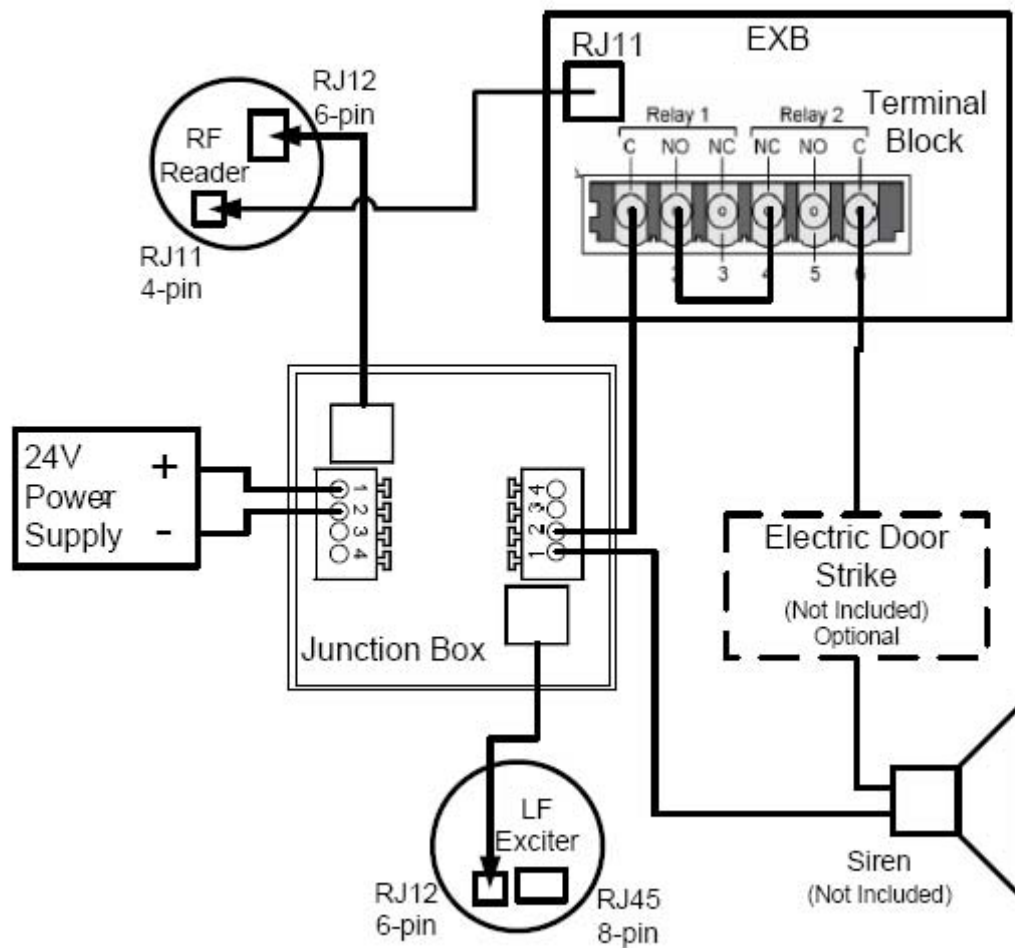 EXB
RJ11
Terminal
Block
Relay 1
Relay 2
C NO NC NC NO C
2 3 4 5 6
RJ12
6-pin
RF
Reader
RJ11
4-pin
24V
Power
Supply
+
-
1
2
3
4
4
3
2
1
Junction Box
Electric Door
Strike
(Not Included)
Optional
LF
Exciter
RJ12
6-pin
RJ45
8-pin
Siren
(Not Included)